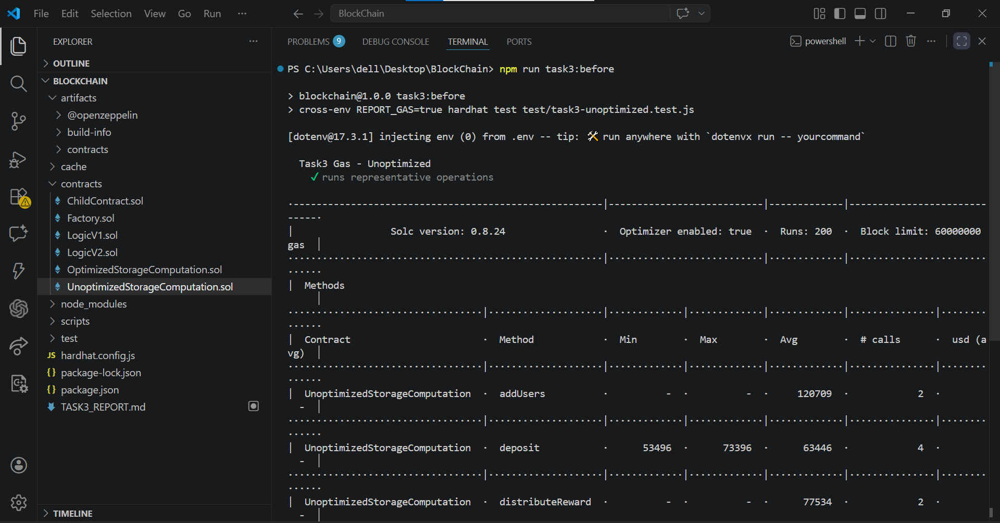 File Edit Selection View Go Run ···
BlockChain
EXPLORER
OUTLINE
BLOCKCHAIN
artifacts
@openzeppelin
build-info
contracts
cache
contracts
ChildContract.sol
Factory.sol
LogicV1.sol
LogicV2.sol
OptimizedStorageComputation.sol
UnoptimizedStorageComputation.sol
node_modules
scripts
test
JS hardhat.config.js
{} package-lock.json
{} package.json
TASK3_REPORT.md
TIMELINE
PROBLEMS 9 DEBUG CONSOLE TERMINAL PORTS
powershell
PS C:\Users\dell\Desktop\BlockChain> npm run task3:before
> blockchain@1.0.0 task3:before
> cross-env REPORT_GAS=true hardhat test test/task3-unoptimized.test.js
[dotenv@17.3.1] injecting env (0) from .env -- tip: 🛠 run anywhere with `dotenvx run -- yourcommand`
Task3 Gas - Unoptimized
✓ runs representative operations
| Solc version: 0.8.24 · Optimizer enabled: true · Runs: 200 · Block limit: 60000000
gas |
| Methods
|
| Contract · Method · Min · Max · Avg · # calls · usd (a
vg) |
| UnoptimizedStorageComputation · addUsers · - · - · 120709 · 2 ·
- |
| UnoptimizedStorageComputation · deposit · 53496 · 73396 · 63446 · 4 ·
- |
| UnoptimizedStorageComputation · distributeReward · - · - · 77534 · 2 ·
- |